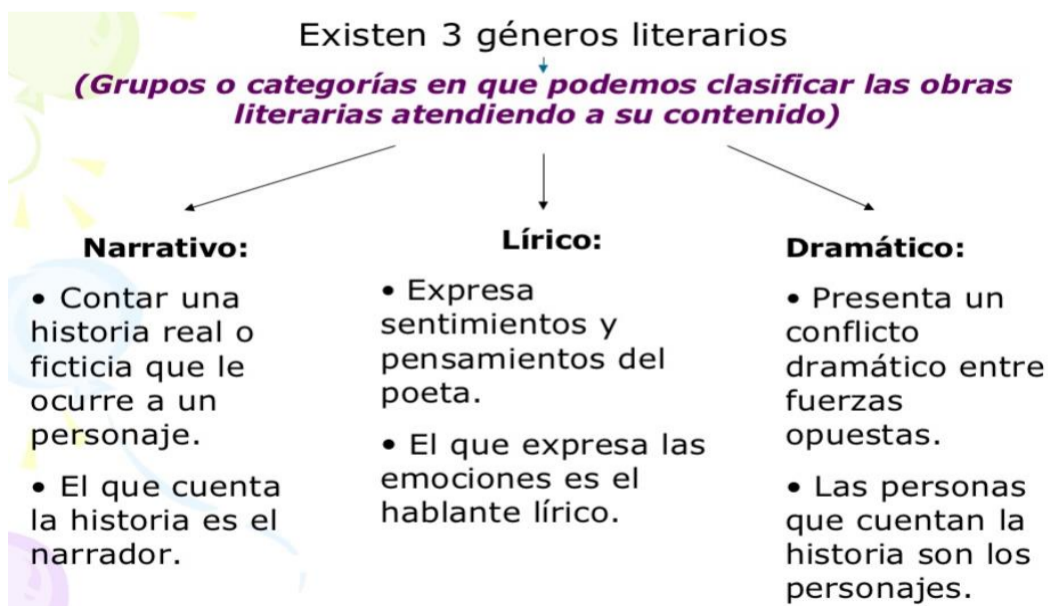 Existen 3 géneros literarios
(Grupos o categorías en que podemos clasificar las obras
literarias atendiendo a su contenido)
Narrativo:
• Contar una
historia real o
ficticia que le
ocurre a un
personaje.
• El que cuenta
la historia es el
narrador.
Lírico:
• Expresa
sentimientos y
pensamientos del
poeta.
• El que expresa las
emociones es el
hablante lírico.
Dramático:
• Presenta un
conflicto
dramático entre
fuerzas
opuestas.
• Las personas
que cuentan la
historia son los
personajes.